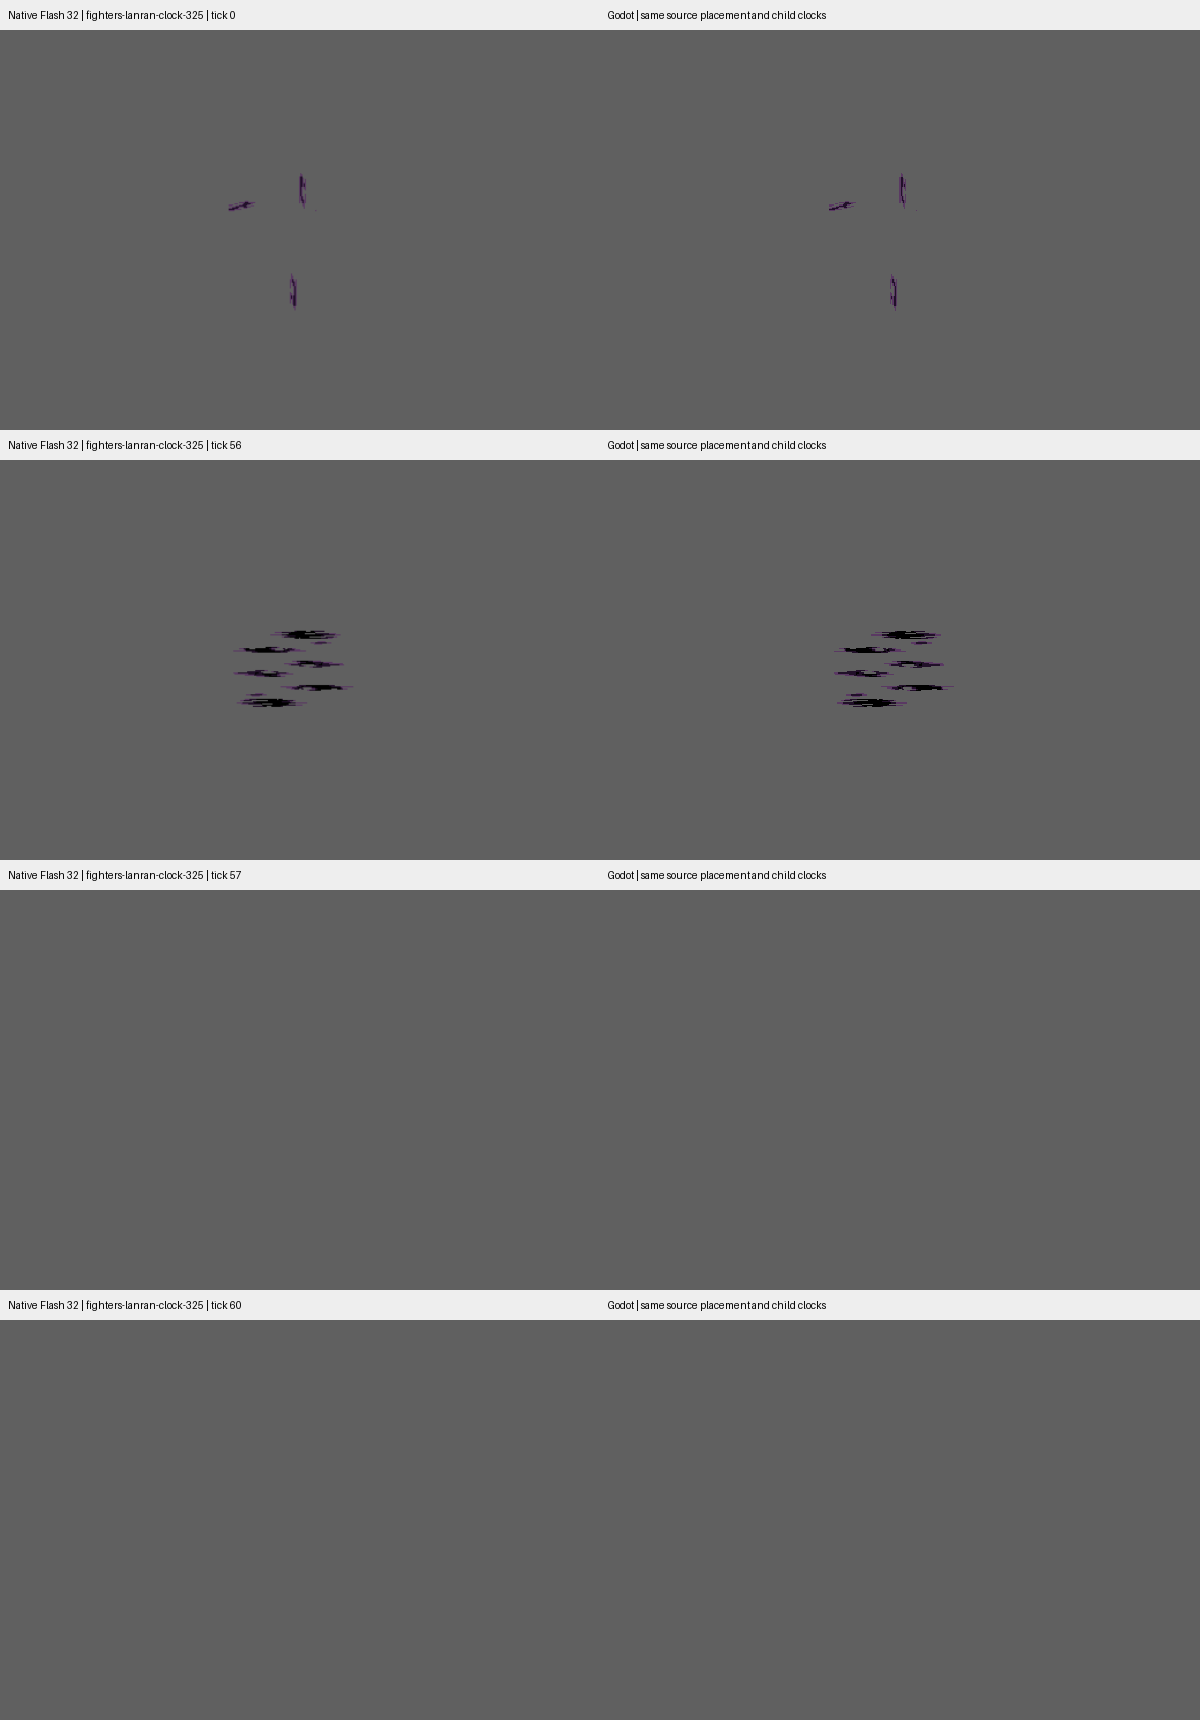 Native Flash 32 | fighters-lanran-clock-325 | tick 0
Godot | same source placement and child clocks
Native Flash 32 | fighters-lanran-clock-325 | tick 56
Godot | same source placement and child clocks
Native Flash 32 | fighters-lanran-clock-325 | tick 57
Godot | same source placement and child clocks
Native Flash 32 | fighters-lanran-clock-325 | tick 60
Godot | same source placement and child clocks